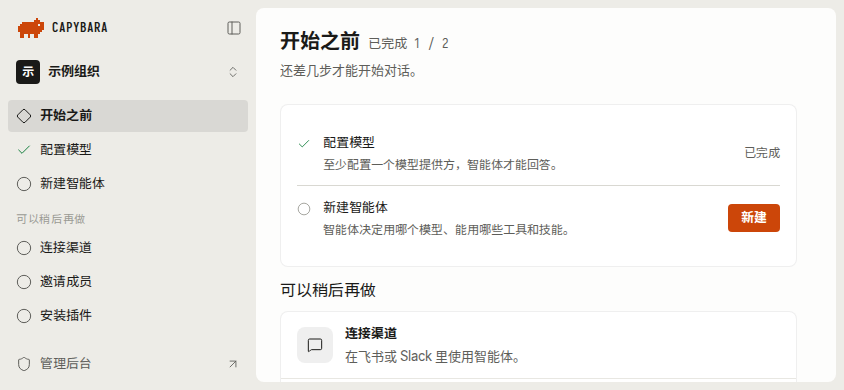 CAPYBARA
示 示例组织
开始之前
配置模型
新建智能体
可以稍后再做
连接渠道
邀请成员
安装插件
管理后台
开始之前 已完成 1 / 2
还差几步才能开始对话。
配置模型
至少配置一个模型提供方，智能体才能回答。
已完成
新建智能体
智能体决定用哪个模型、能用哪些工具和技能。
新建
可以稍后再做
连接渠道
在飞书或 Slack 里使用智能体。